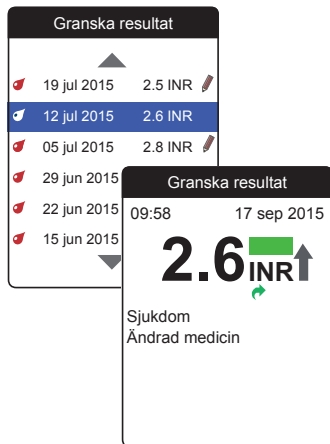 Granska resultat
19 jul 2015 2.5 INR
12 jul 2015 2.6 INR
05 jul 2015 2.8 INR
29 jun 2015
22 jun 2015
15 jun 2015
Granska resultat
09:58 17 sep 2015
2.6 INR
Sjukdom
Ändrad medicin